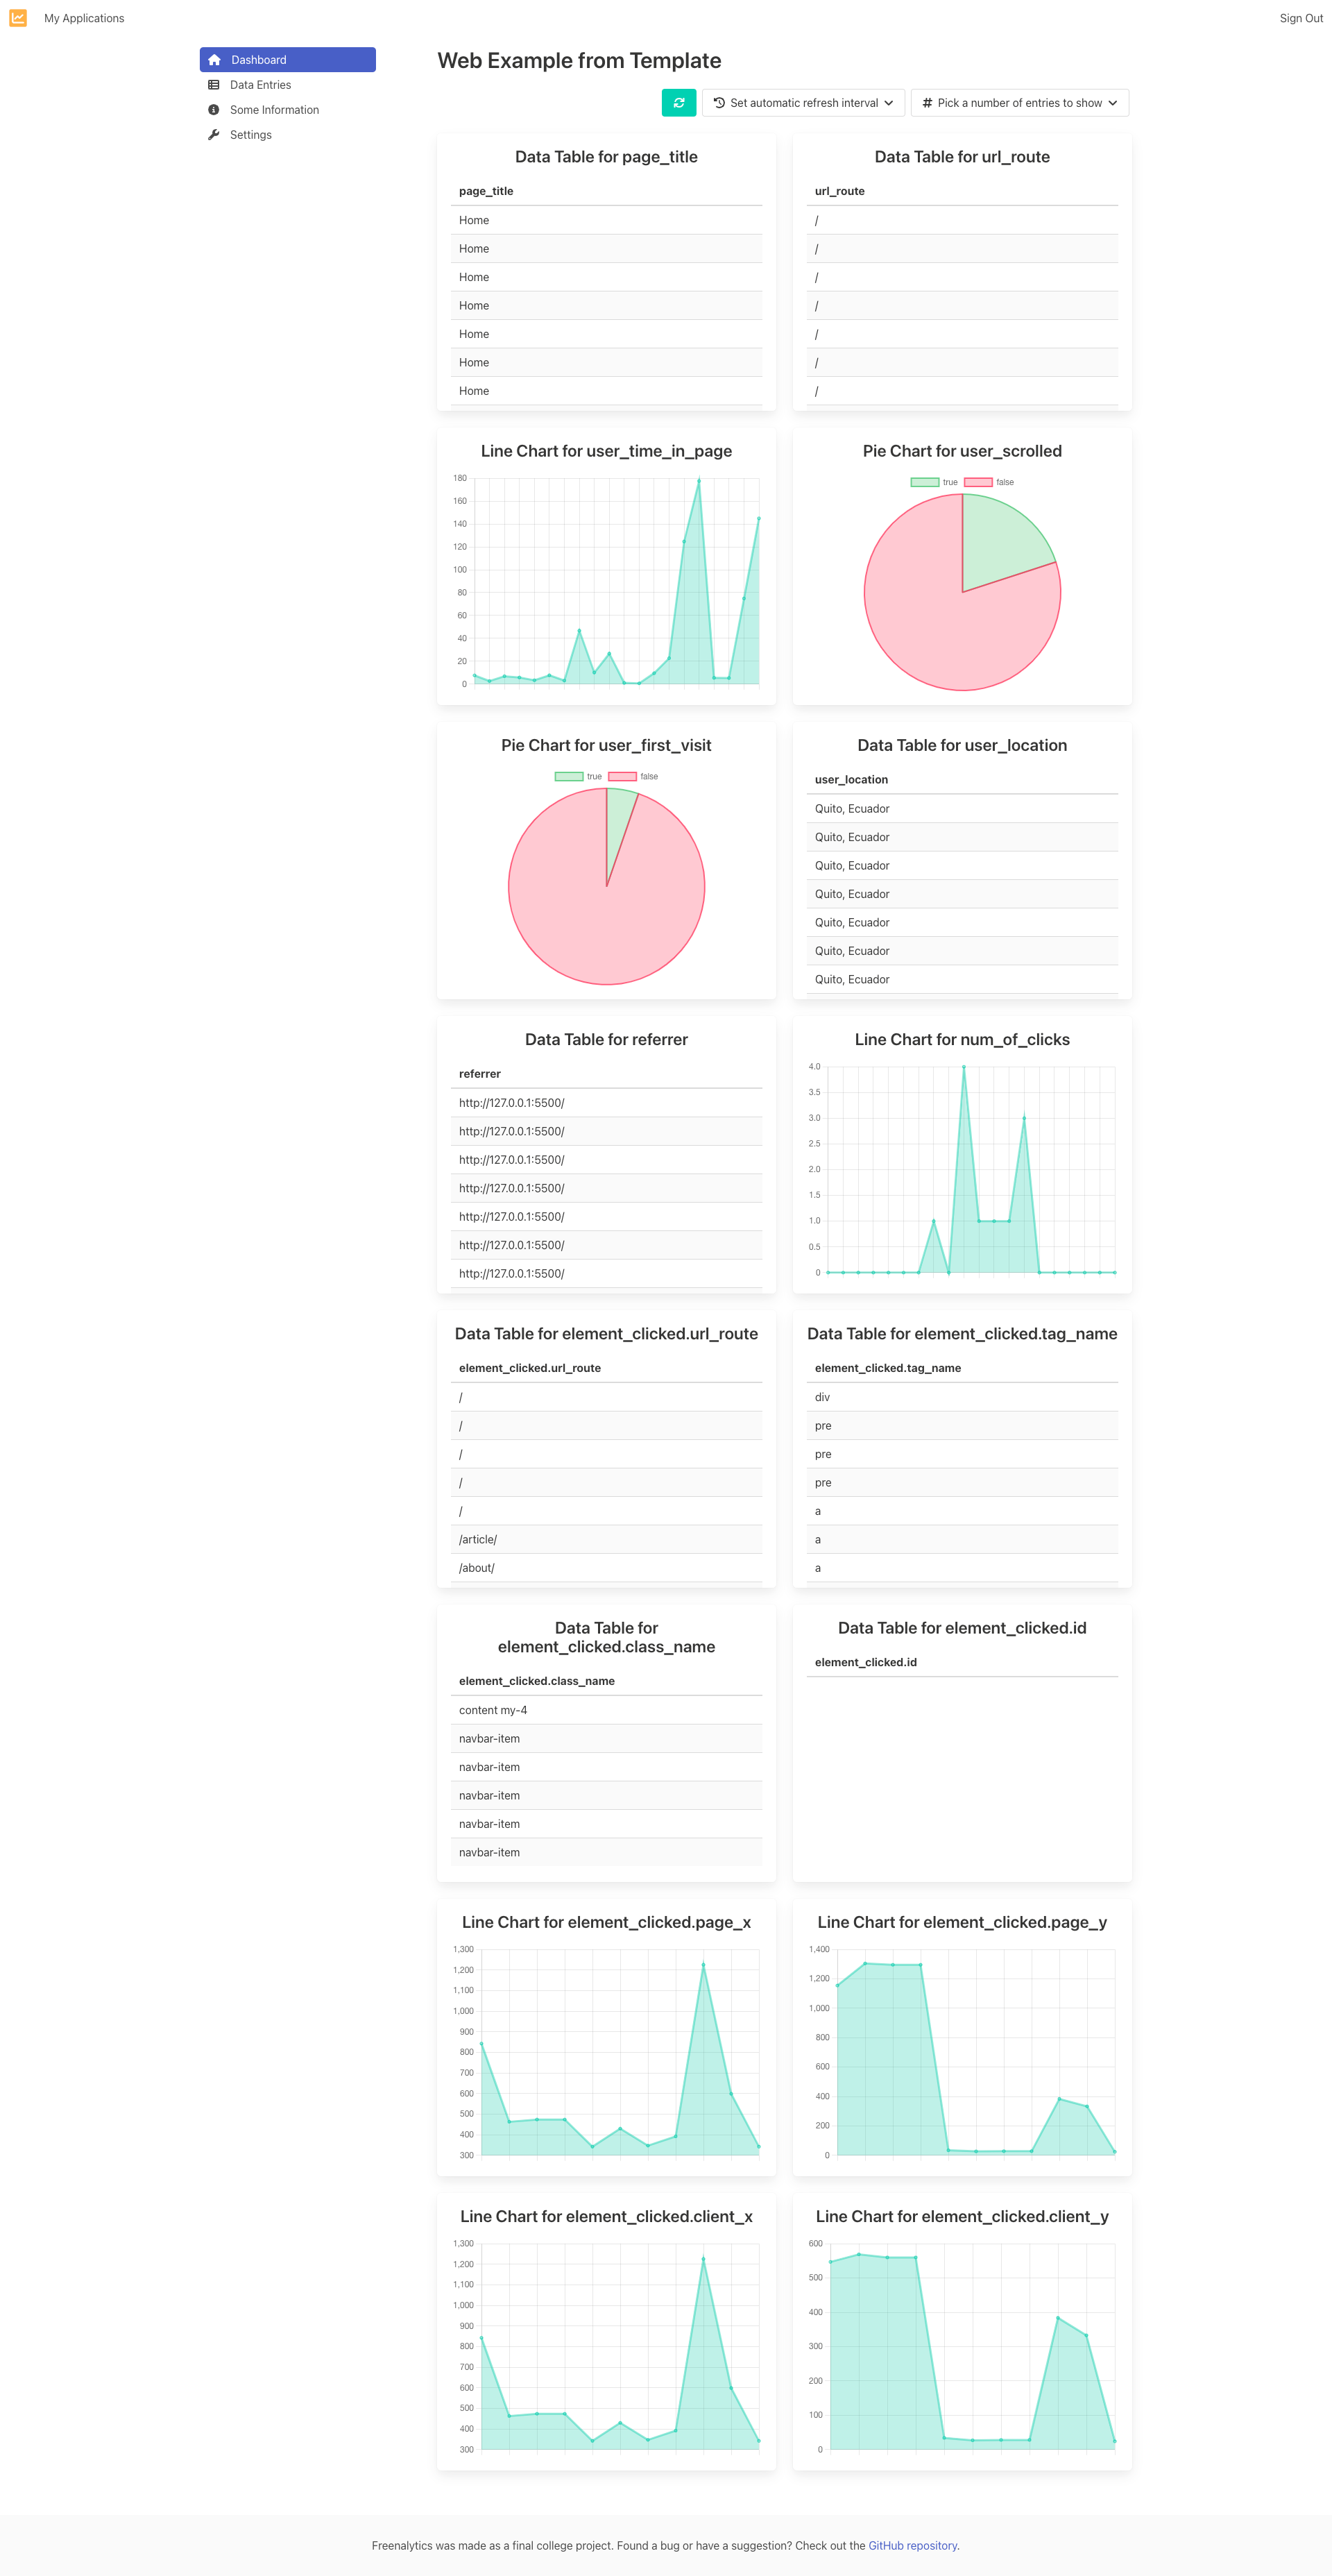 My Applications
Sign Out
Dashboard
Data Entries
Some Information
Settings
Web Example from Template
Set automatic refresh interval
Pick a number of entries to show
Data Table for page_title
page_title
Home
Home
Home
Home
Home
Home
Home
Data Table for url_route
url_route
/
/
/
/
/
/
/
Line Chart for user_time_in_page
180
160
140
120
100
80
60
40
20
0
Pie Chart for user_scrolled
true false
Pie Chart for user_first_visit
true false
Data Table for user_location
user_location
Quito, Ecuador
Quito, Ecuador
Quito, Ecuador
Quito, Ecuador
Quito, Ecuador
Quito, Ecuador
Quito, Ecuador
Data Table for referrer
referrer
http://127.0.0.1:5500/
http://127.0.0.1:5500/
http://127.0.0.1:5500/
http://127.0.0.1:5500/
http://127.0.0.1:5500/
http://127.0.0.1:5500/
http://127.0.0.1:5500/
Line Chart for num_of_clicks
4.0
3.5
3.0
2.5
2.0
1.5
1.0
0.5
0
Data Table for element_clicked.url_route
element_clicked.url_route
/
/
/
/
/
/article/
/about/
Data Table for element_clicked.tag_name
element_clicked.tag_name
div
pre
pre
pre
a
a
a
Data Table for
element_clicked.class_name
element_clicked.class_name
content my-4
navbar-item
navbar-item
navbar-item
navbar-item
navbar-item
Data Table for element_clicked.id
element_clicked.id
Line Chart for element_clicked.page_x
1,300
1,200
1,100
1,000
900
800
700
600
500
400
300
Line Chart for element_clicked.page_y
1,400
1,200
1,000
800
600
400
200
0
Line Chart for element_clicked.client_x
1,300
1,200
1,100
1,000
900
800
700
600
500
400
300
Line Chart for element_clicked.client_y
600
500
400
300
200
100
0
Freenalytics was made as a final college project. Found a bug or have a suggestion? Check out the GitHub repository.